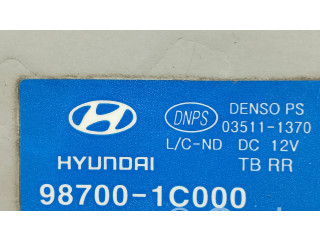 DNPS
DENSO PS
03511-1370
L/C-ND DC 12V
HYUNDAI
TB RR
98700-1C000